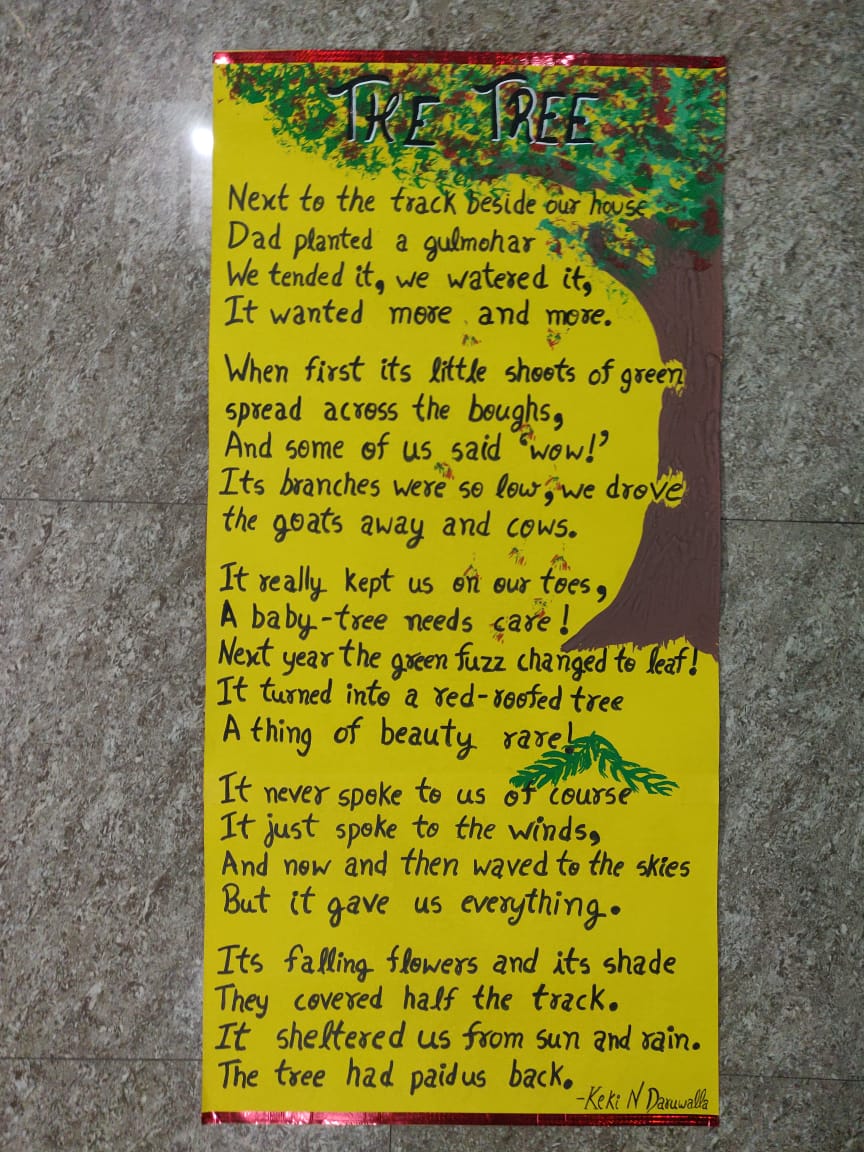 THE TREE
Next to the track beside our house
Dad planted a gulmohar
We tended it, we watered it,
It wanted more and more.
When first its little shoots of green
spread across the boughs,
And some of us said 'wow!'
Its branches were so low, we drove
the goats away and cows.
It really kept us on our toes,
A baby-tree needs care!
Next year the green fuzz changed to leaf!
It turned into a red-roofed tree
A thing of beauty rare!
It never spoke to us of course
It just spoke to the winds,
And now and then waved to the skies
But it gave us everything.
Its falling flowers and its shade
They covered half the track.
It sheltered us from sun and rain.
The tree had paid us back.
-Keki N Daruwalla